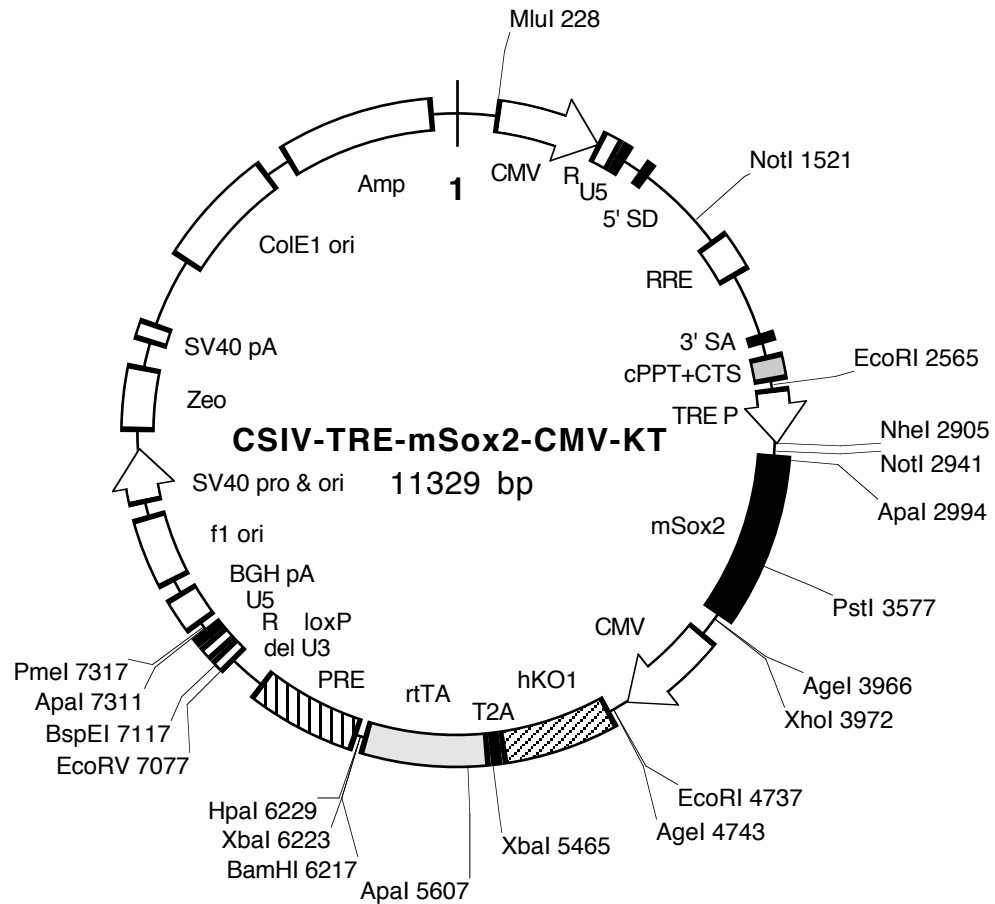 MluI 228
CMV
R
U5
5' SD
NotI 1521
RRE
3' SA
cPPT+CTS
EcoRI 2565
TRE P
NheI 2905
NotI 2941
ApaI 2994
mSox2
PstI 3577
AgeI 3966
XhoI 3972
CMV
EcoRI 4737
AgeI 4743
hKO1
T2A
XbaI 5465
ApaI 5607
rtTA
BamHI 6217
XbaI 6223
HpaI 6229
PRE
loxP
del U3
R
U5
EcoRV 7077
BspEI 7117
ApaI 7311
PmeI 7317
BGH pA
f1 ori
SV40 pro & ori
Zeo
SV40 pA
ColE1 ori
Amp
1
CSIV-TRE-mSox2-CMV-KT
11329 bp